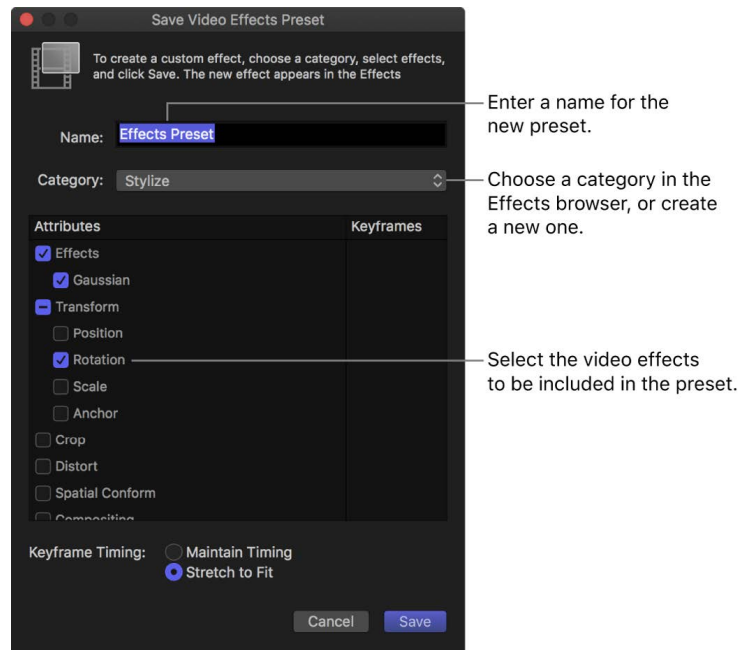 Save Video Effects Preset
To create a custom effect, choose a category, select effects,
and click Save. The new effect appears in the Effects
Enter a name for the
new preset.
Name: Effects Preset
Category: Stylize
Choose a category in the
Effects browser, or create
a new one.
Attributes Keyframes
Effects
Gaussian
Transform
Position
Rotation
Select the video effects
to be included in the preset.
Scale
Anchor
Crop
Distort
Spatial Conform
Compositing
Keyframe Timing: Maintain Timing
Stretch to Fit
Cancel Save